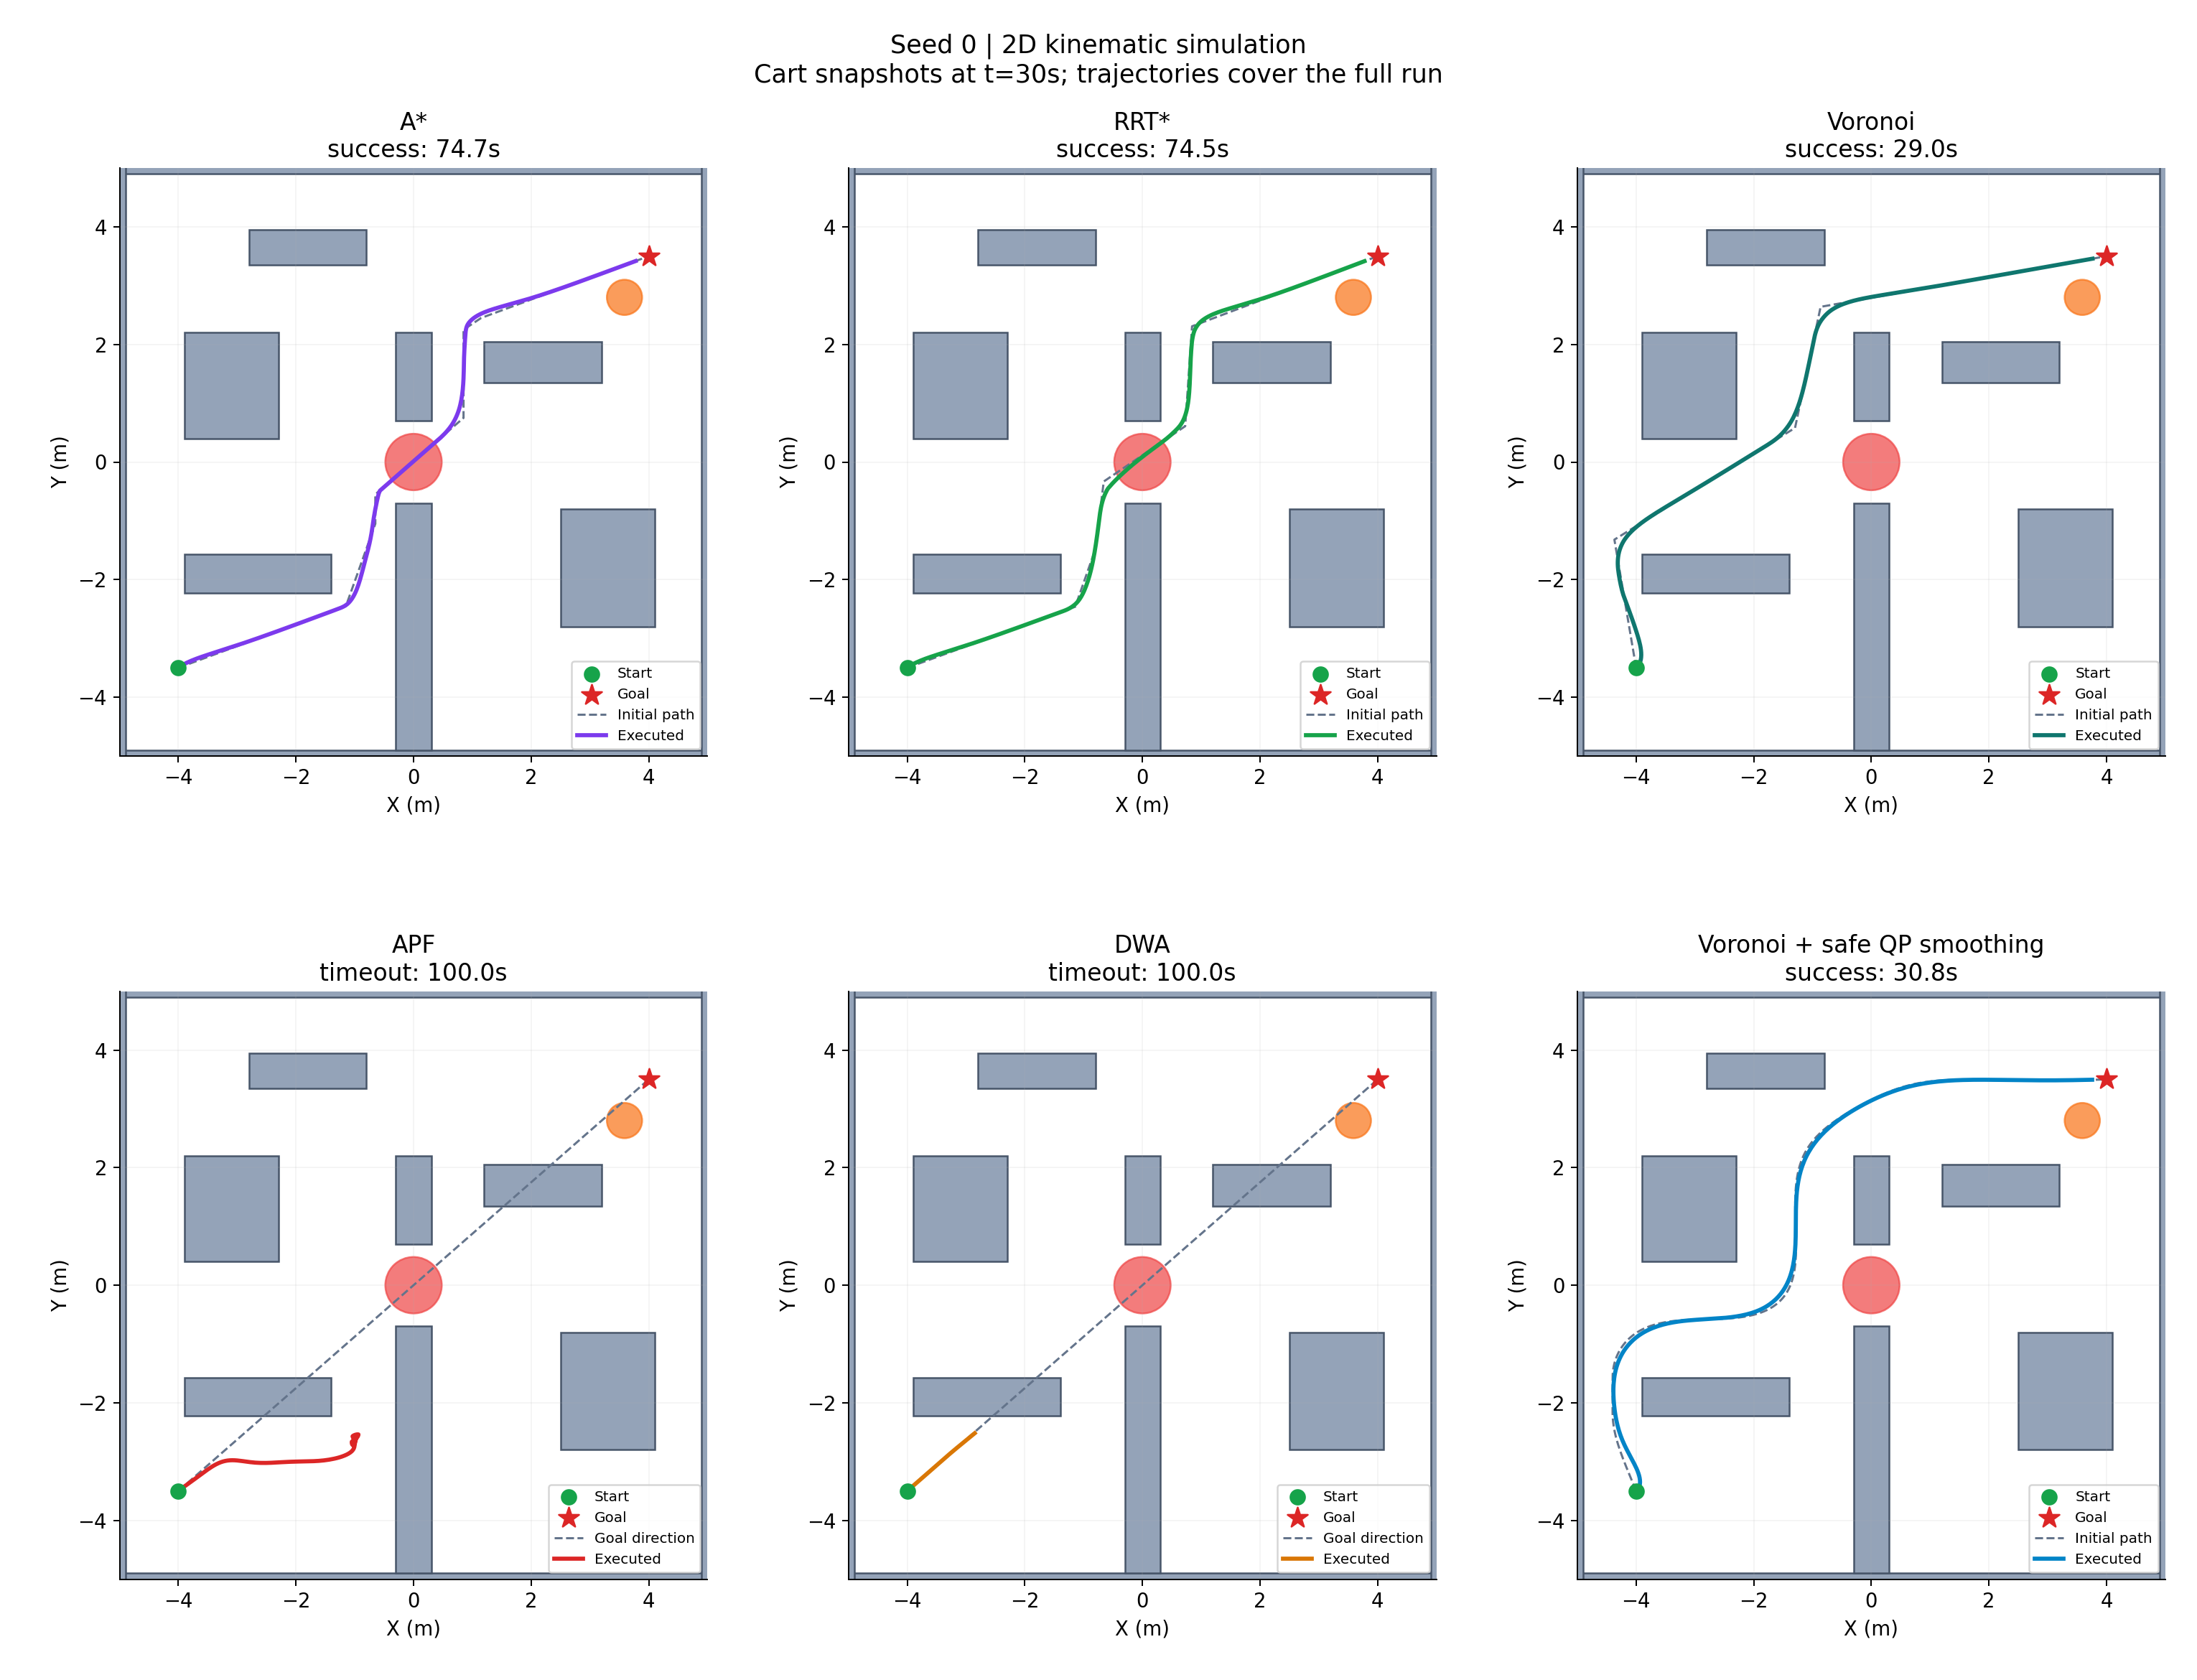 Seed 0 | 2D kinematic simulation
Cart snapshots at t=30s; trajectories cover the full run
A*
success: 74.7s
4
2
0
−2
−4
Y (m)
−4 −2 0 2 4
X (m)
Start
Goal
Initial path
Executed
RRT*
success: 74.5s
4
2
0
−2
−4
Y (m)
−4 −2 0 2 4
X (m)
Start
Goal
Initial path
Executed
Voronoi
success: 29.0s
4
2
0
−2
−4
Y (m)
−4 −2 0 2 4
X (m)
Start
Goal
Initial path
Executed
APF
timeout: 100.0s
4
2
0
−2
−4
Y (m)
−4 −2 0 2 4
X (m)
Start
Goal
Goal direction
Executed
DWA
timeout: 100.0s
4
2
0
−2
−4
Y (m)
−4 −2 0 2 4
X (m)
Start
Goal
Goal direction
Executed
Voronoi + safe QP smoothing
success: 30.8s
4
2
0
−2
−4
Y (m)
−4 −2 0 2 4
X (m)
Start
Goal
Initial path
Executed